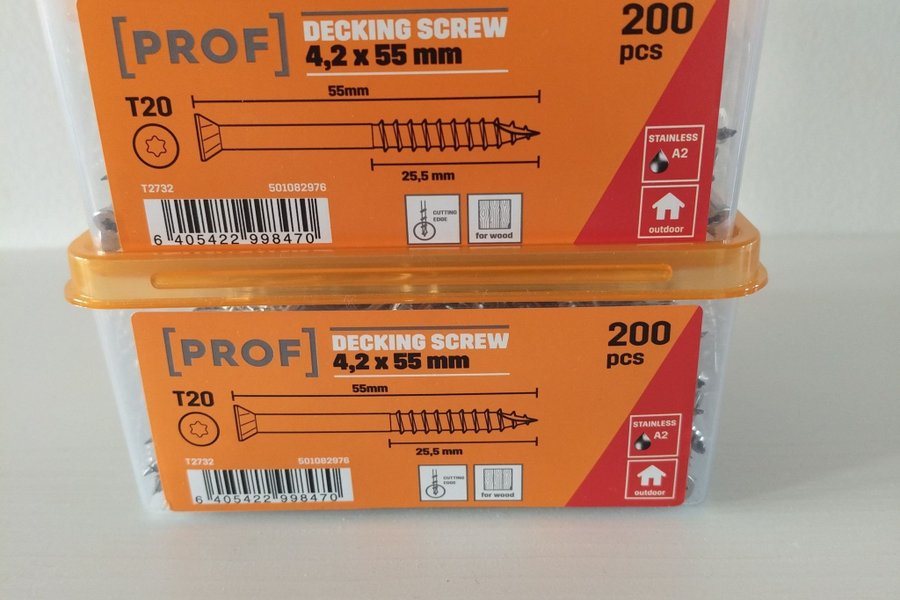 [PROF]
DECKING SCREW
4,2 x 55 mm
200
pcs
55mm
T20
25,5 mm
STAINLESS
A2
T2732
501082976
CUTTING
EDGE
for wood
outdoor
6 405422 998470
[PROF]
DECKING SCREW
4,2 x 55 mm
200
pcs
55mm
T20
25,5 mm
STAINLESS
A2
T2732
501082976
CUTTING
EDGE
for wood
outdoor
6 405422 998470